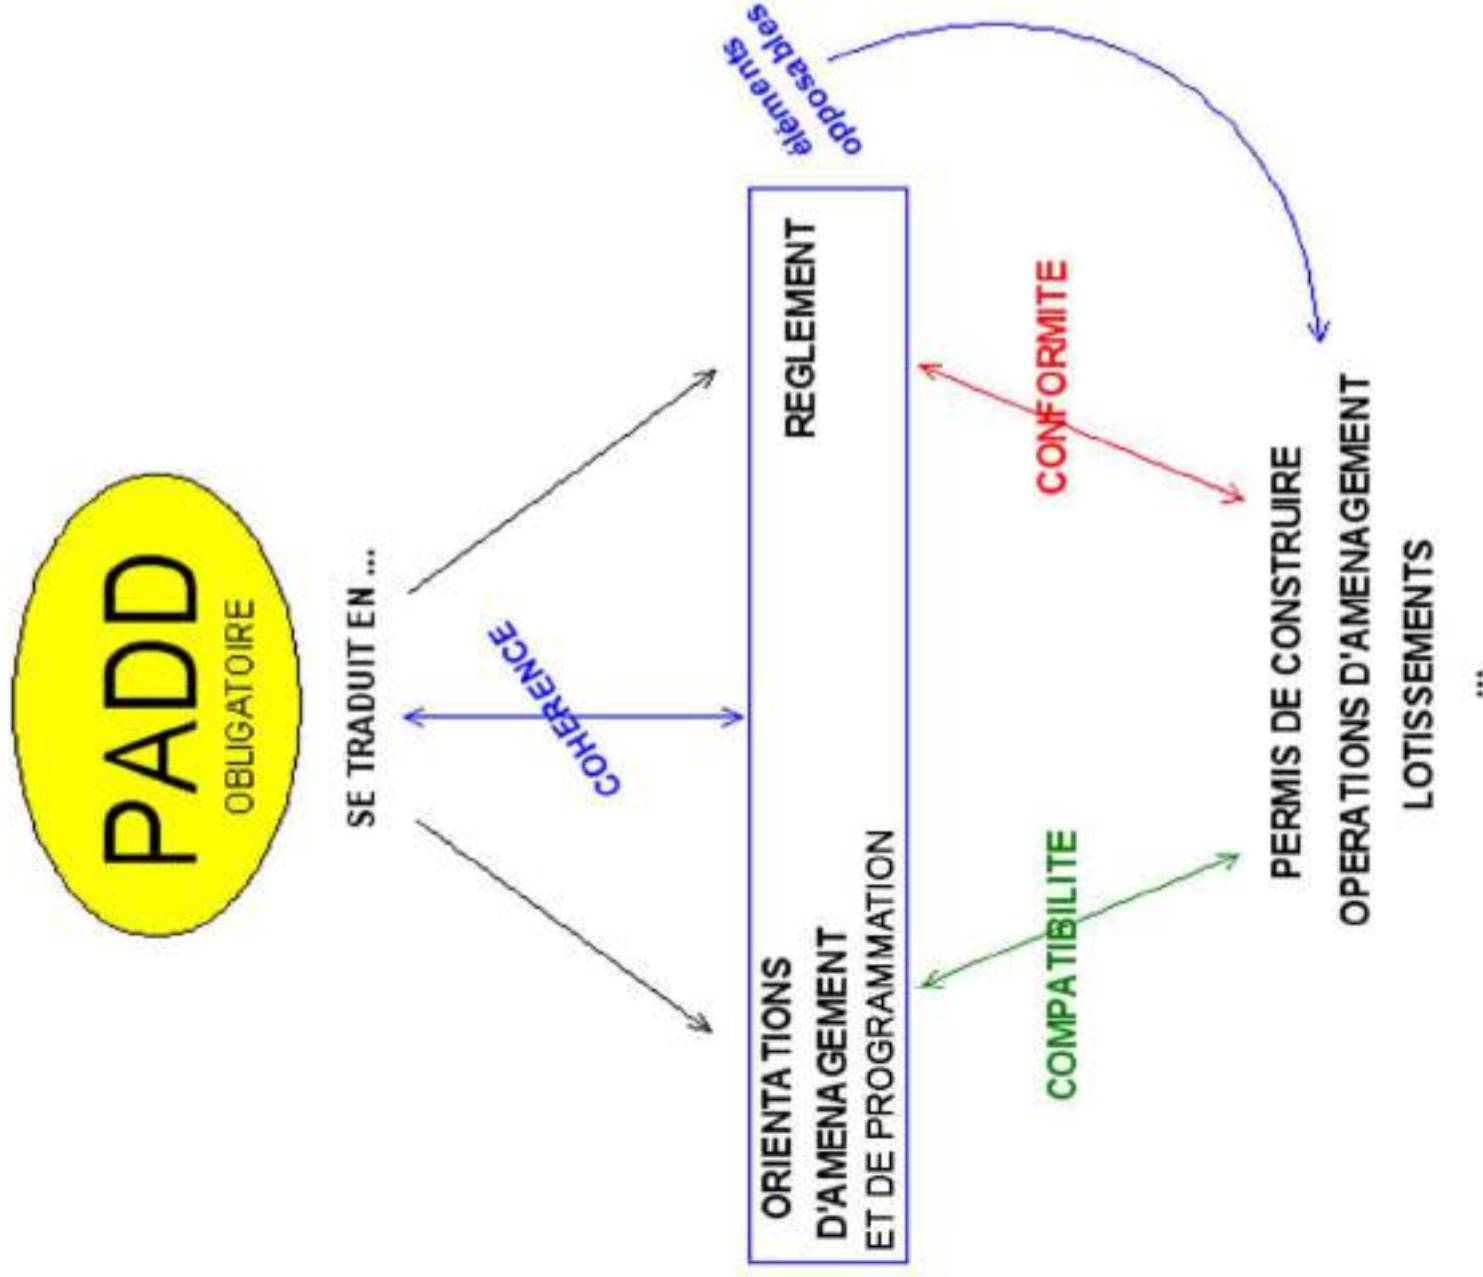 PADD
OBLIGATOIRE
SE TRADUIT EN ...
COHERENCE
ORIENTATIONS
D'AMENAGEMENT
ET DE PROGRAMMATION
REGLEMENT
élèments
opposables
COMPATIBILITE
CONFORMITE
PERMIS DE CONSTRUIRE
OPERATIONS D'AMENAGEMENT
LOTISSEMENTS
...